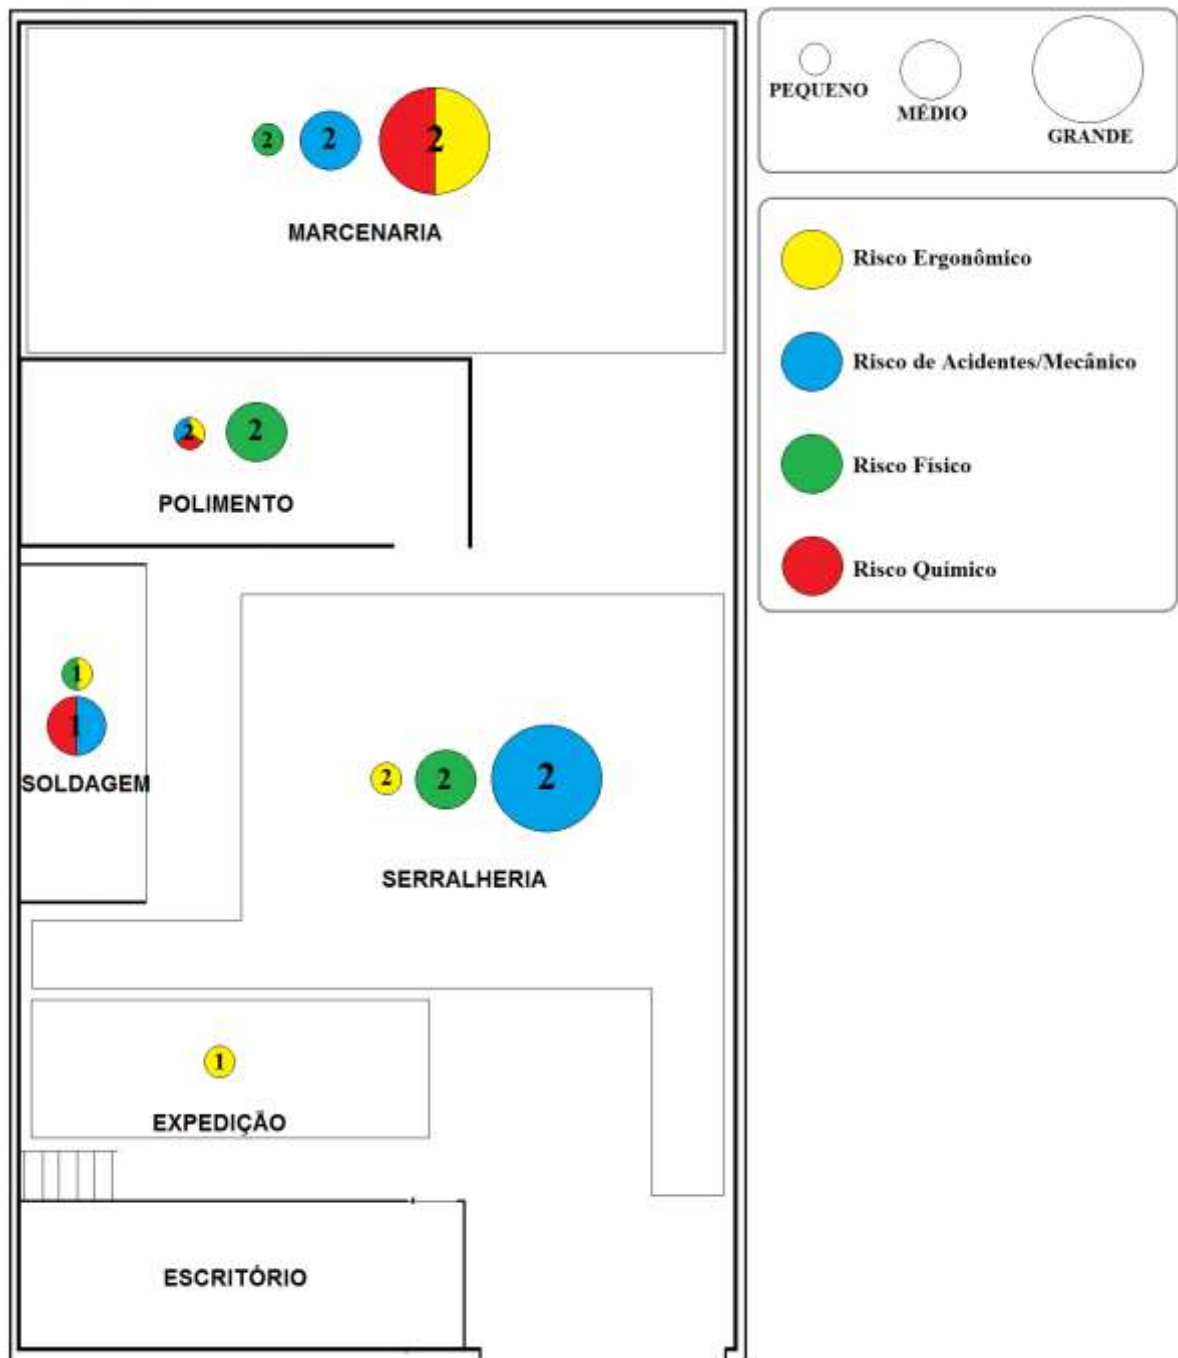 PEQUENO
MÉDIO
GRANDE
2 2 2
MARCENARIA
Risco Ergonômico
Risco de Acidentes/Mecânico
Risco Físico
Risco Químico
2 2
POLIMENTO
1
1
SOLDAGEM
2 2 2
SERRALHERIA
1
EXPEDIÇÃO
ESCRITÓRIO